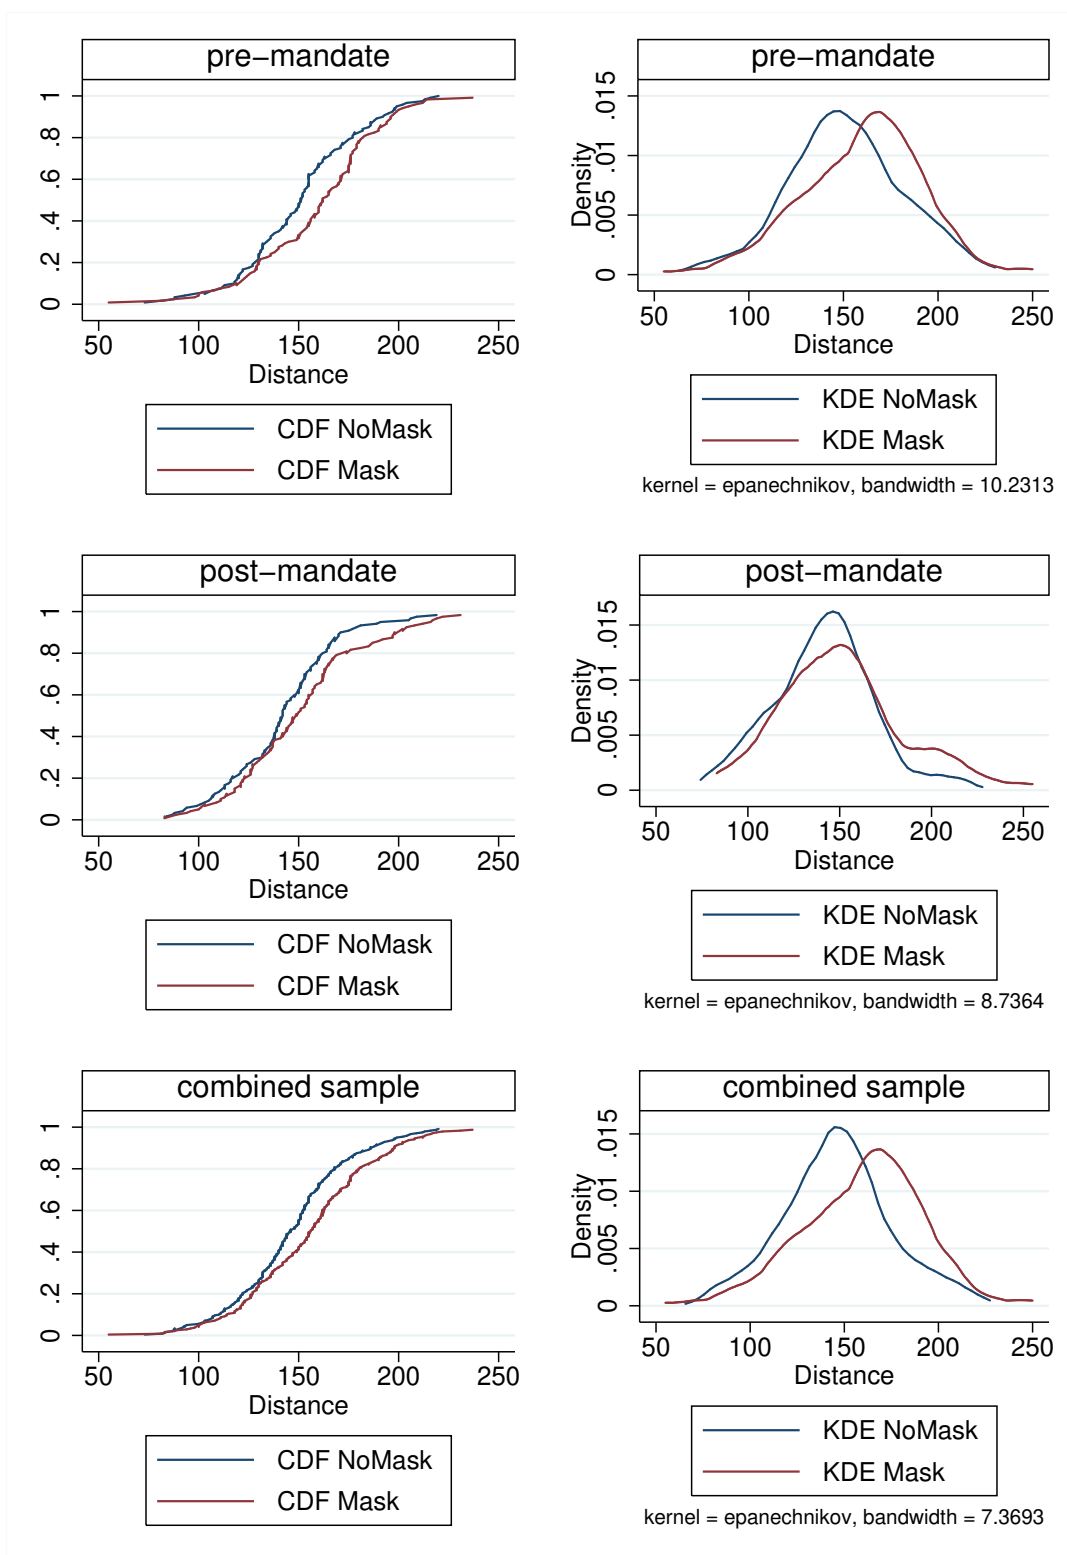 pre−mandate
0 .2 .4 .6 .8 1
50 100 150 200 250
Distance
CDF NoMask
CDF Mask
pre−mandate
Density
0 .005 .01 .015
50 100 150 200 250
Distance
KDE NoMask
KDE Mask
kernel = epanechnikov, bandwidth = 10.2313
post−mandate
0 .2 .4 .6 .8 1
50 100 150 200 250
Distance
CDF NoMask
CDF Mask
post−mandate
Density
0 .005 .01 .015
50 100 150 200 250
Distance
KDE NoMask
KDE Mask
kernel = epanechnikov, bandwidth = 8.7364
combined sample
0 .2 .4 .6 .8 1
50 100 150 200 250
Distance
CDF NoMask
CDF Mask
combined sample
Density
0 .005 .01 .015
50 100 150 200 250
Distance
KDE NoMask
KDE Mask
kernel = epanechnikov, bandwidth = 7.3693